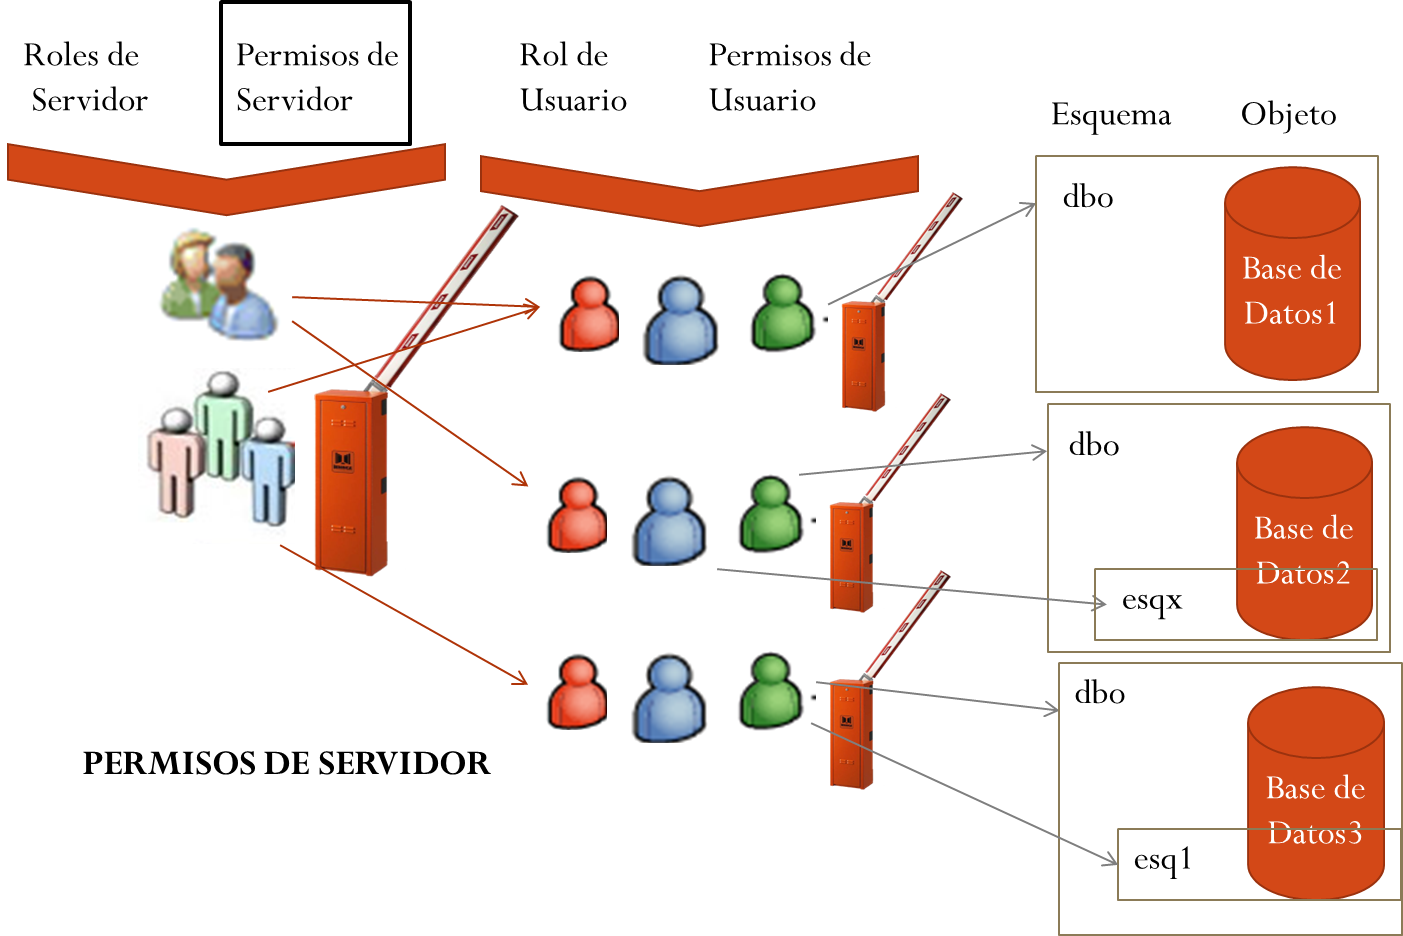 Roles de
Servidor
Permisos de
Servidor
Rol de
Usuario
Permisos de
Usuario
Esquema
Objeto
dbo
Base de
Datos1
dbo
Base de
Datos2
esqx
dbo
Base de
Datos3
esq1
PERMISOS DE SERVIDOR